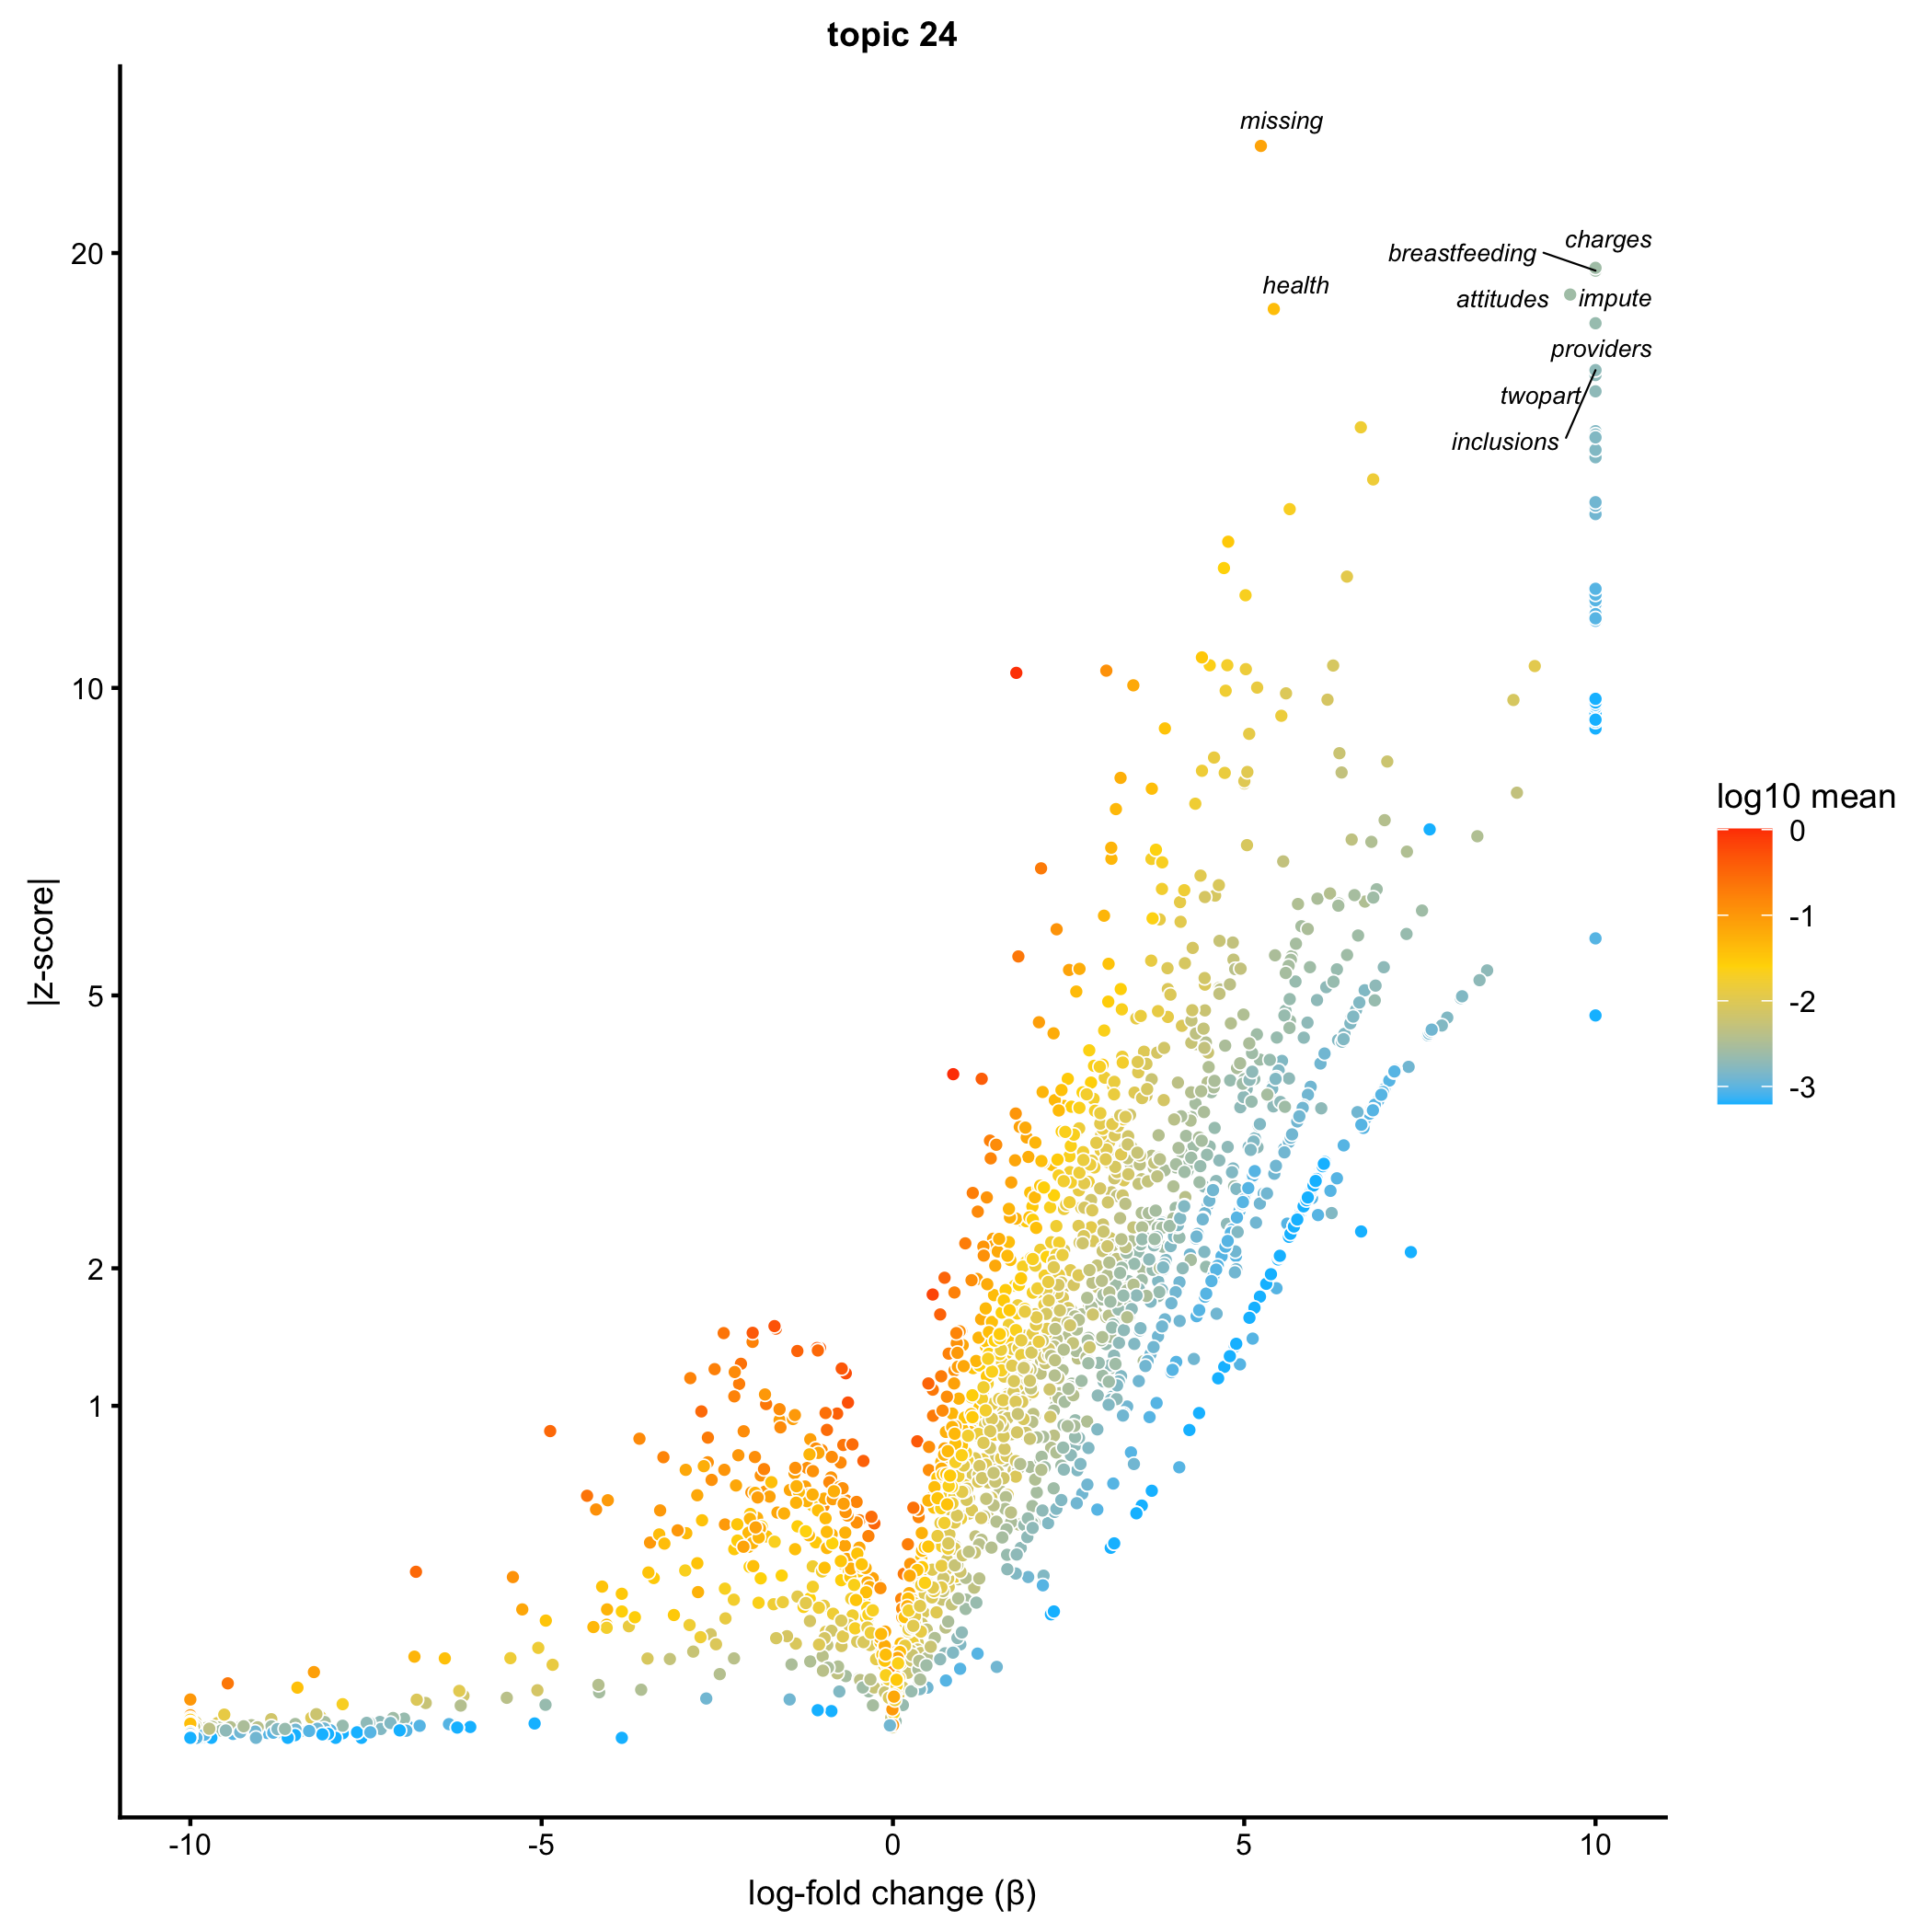 topic 24
missing
charges
breastfeeding
health
attitudes
impute
providers
twopart
inclusions
20
10
5
2
1
|z-score|
-10
-5
0
5
10
log-fold change (β)
log10 mean
0
-1
-2
-3